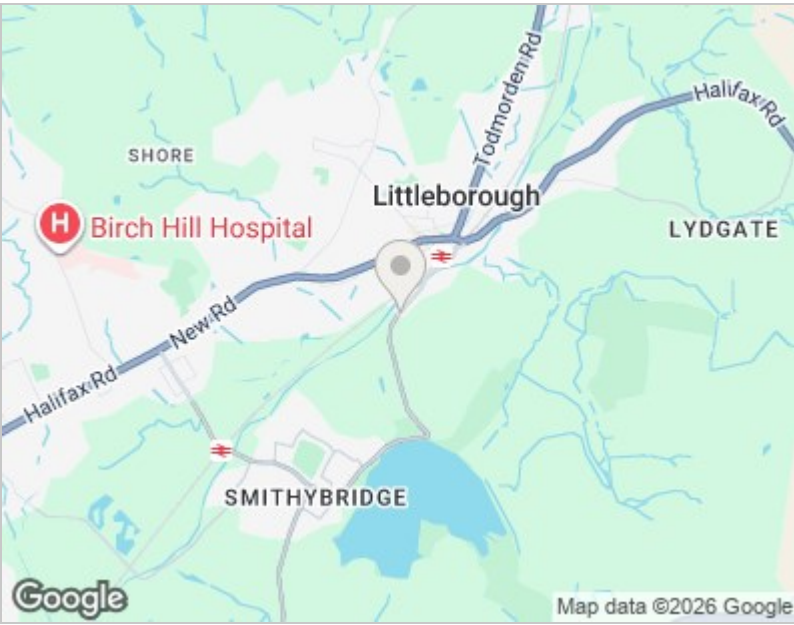 Todmorden Rd
Halifax Rd
SHORE
Littleborough
H
Birch Hill Hospital
LYDGATE
New Rd
Halifax Rd
SMITHYBRIDGE
Google
Map data ©2026 Google